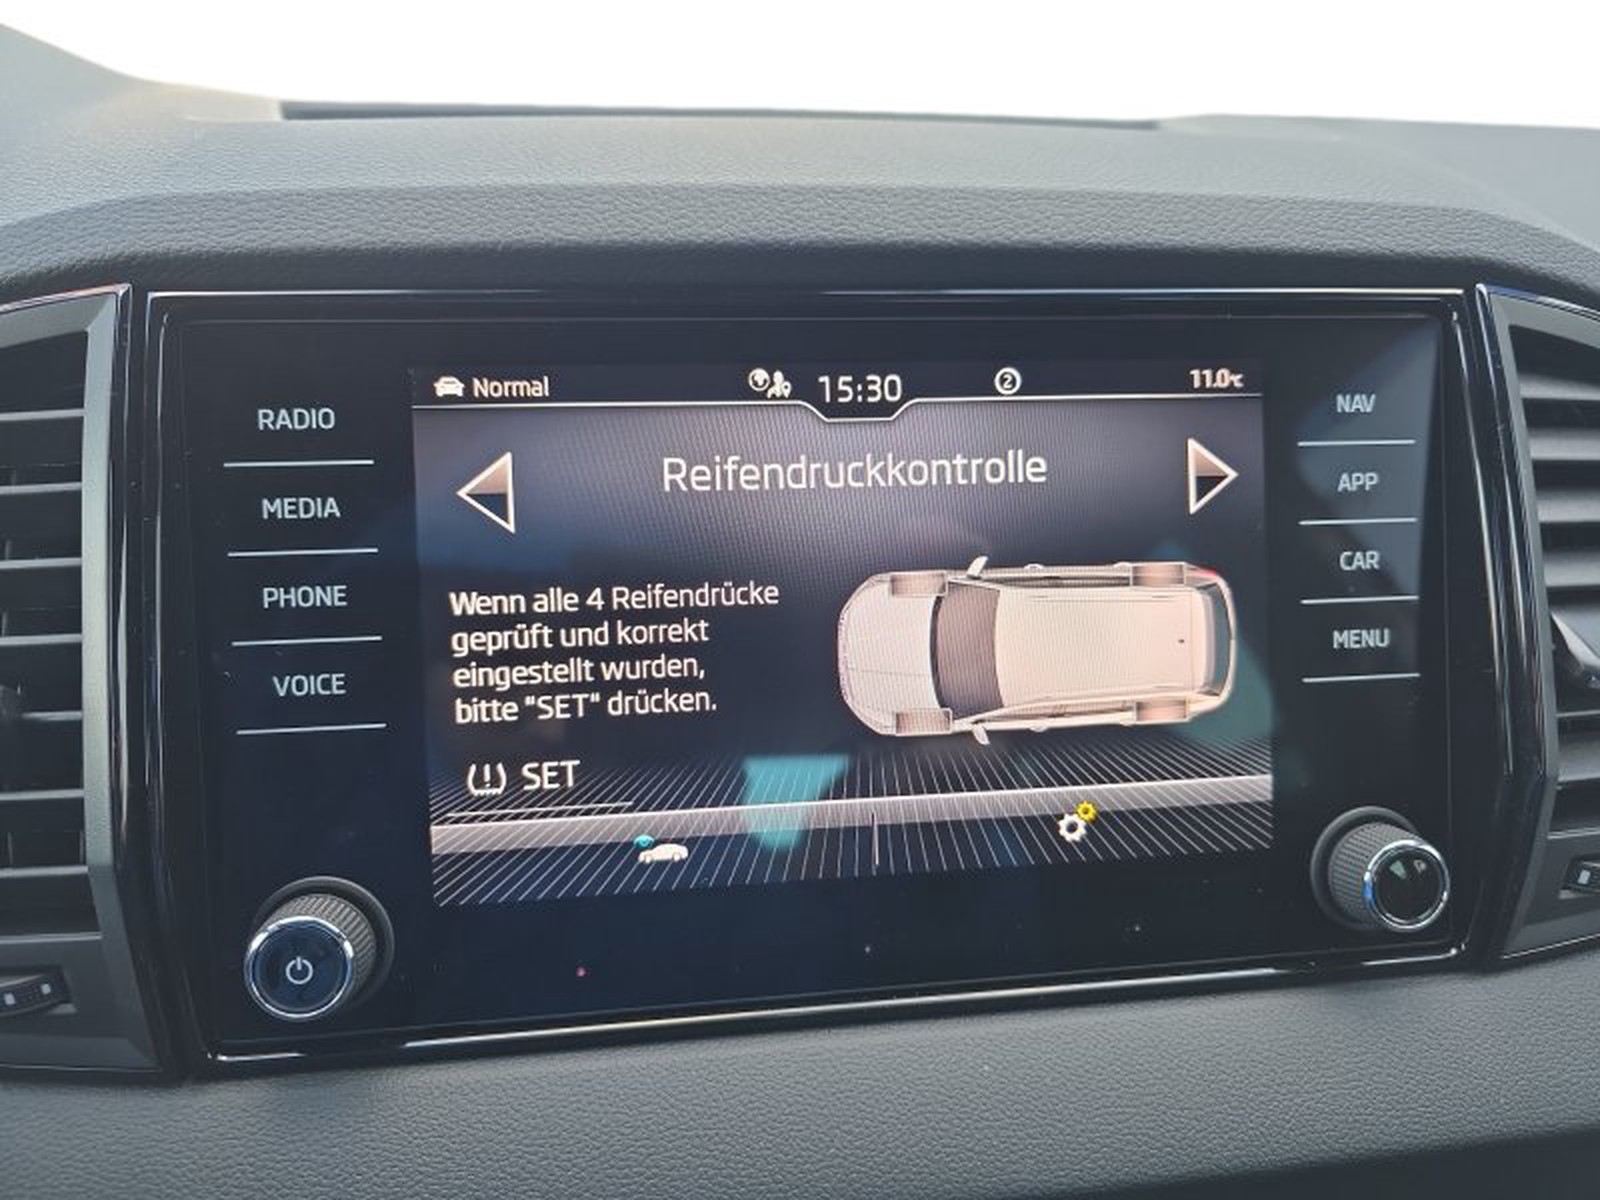 Normal
15:30
2
11.0°C
RADIO
MEDIA
PHONE
VOICE
Reifendruckkontrolle
Wenn alle 4 Reifendrücke
geprüft und korrekt
eingestellt wurden,
bitte "SET" drücken.
SET
NAV
APP
CAR
MENU